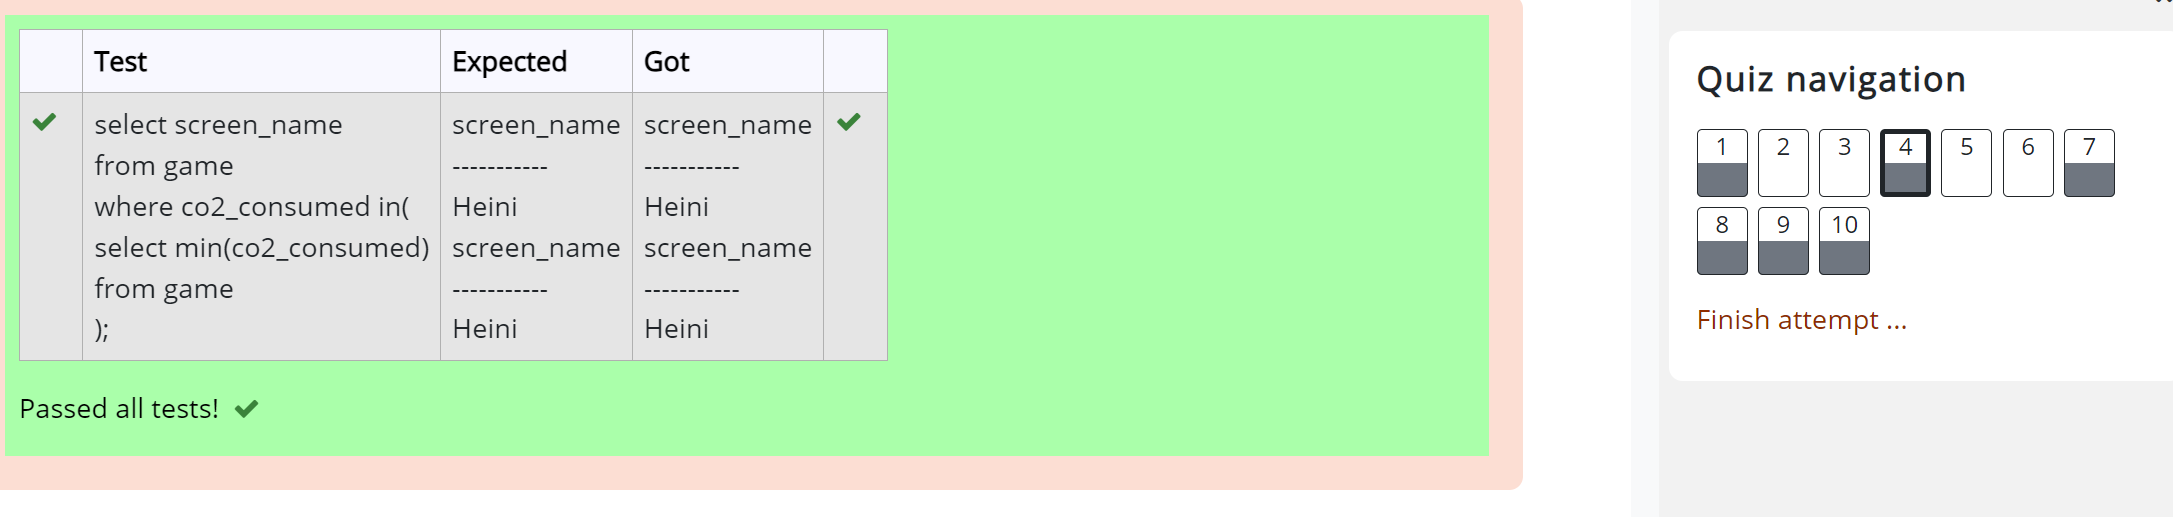 Test Expected Got
select screen_name screen_name screen_name
from game ----------- -----------
where co2_consumed in( Heini Heini
select min(co2_consumed) screen_name screen_name
from game ----------- -----------
); Heini Heini
Passed all tests!
Quiz navigation
1 2 3 4 5 6 7
8 9 10
Finish attempt ...